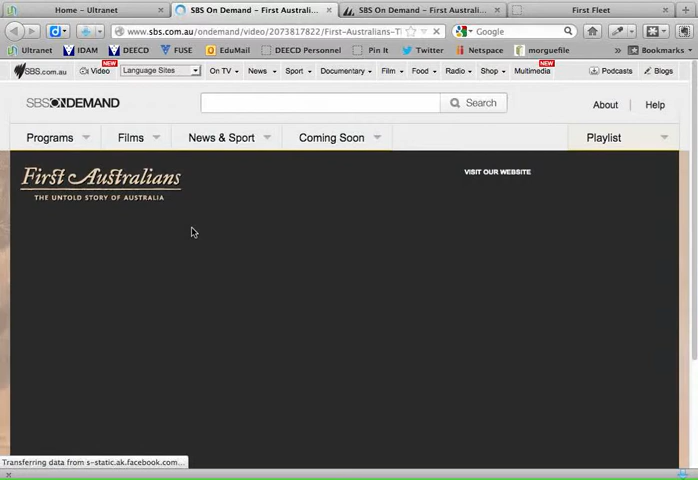 Home – Ultranet
SBS On Demand – First Australi...
SBS On Demand – First Australi...
First Fleet
www.sbs.com.au/ondemand/video/2073817822/First-Australians-T
Google
Ultranet IDAM DEECD FUSE EduMail DEECD Personnel Pin It Twitter Netspace morguefile Bookmarks
SBS.com.au Video NEW Language Sites On TV News Sport Documentary Film Food Radio Shop Multimedia NEW Podcasts Blogs
SBS ON DEMAND Search About Help
Programs Films News & Sport Coming Soon Playlist
First Australians
THE UNTOLD STORY OF AUSTRALIA
VISIT OUR WEBSITE
Transferring data from s-static.ak.facebook.com...